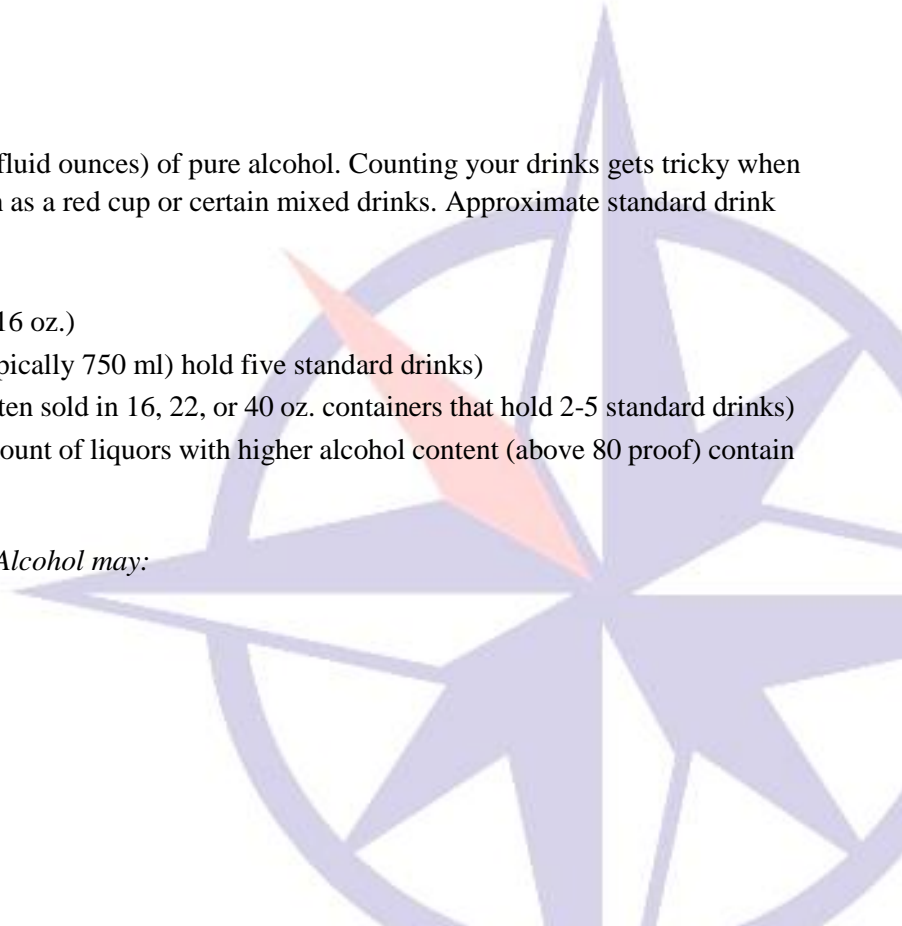 fluid ounces) of pure alcohol. Counting your drinks gets tricky when
as a red cup or certain mixed drinks. Approximate standard drink
16 oz.)
pically 750 ml) hold five standard drinks)
ten sold in 16, 22, or 40 oz. containers that hold 2-5 standard drinks)
ount of liquors with higher alcohol content (above 80 proof) contain
Alcohol may: